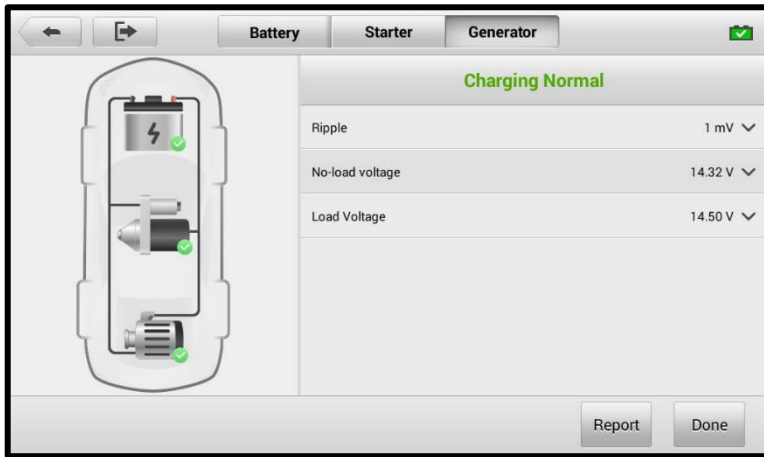 Battery Starter Generator
Charging Normal
Ripple 1 mV
No-load voltage 14.32 V
Load Voltage 14.50 V
Report Done